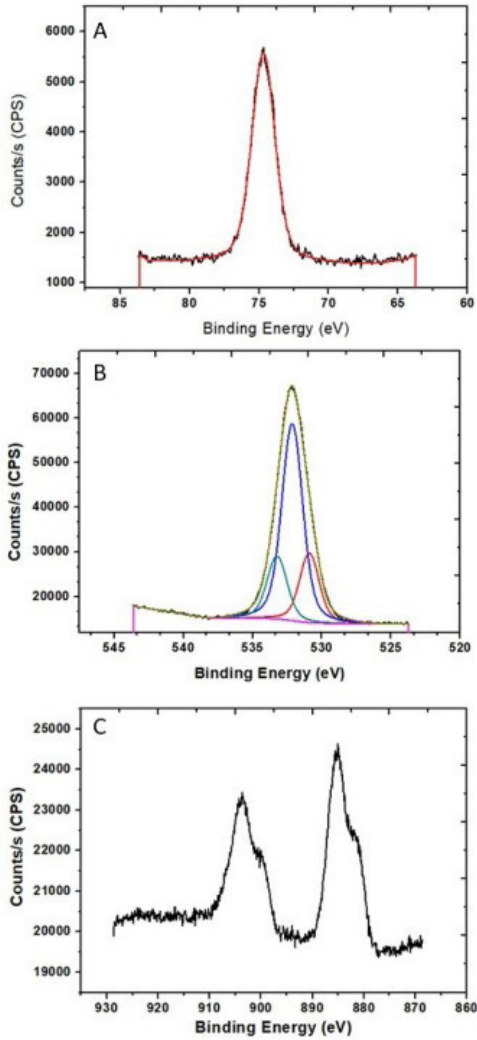 A
6000
5000
4000
3000
2000
1000
Counts/s (CPS)
85 80 75 70 65 60
Binding Energy (eV)
B
70000
60000
50000
40000
30000
20000
Counts/s (CPS)
545 540 535 530 525 520
Binding Energy (eV)
C
25000
24000
23000
22000
21000
20000
19000
Counts/s (CPS)
930 920 910 900 890 880 870 860
Binding Energy (eV)